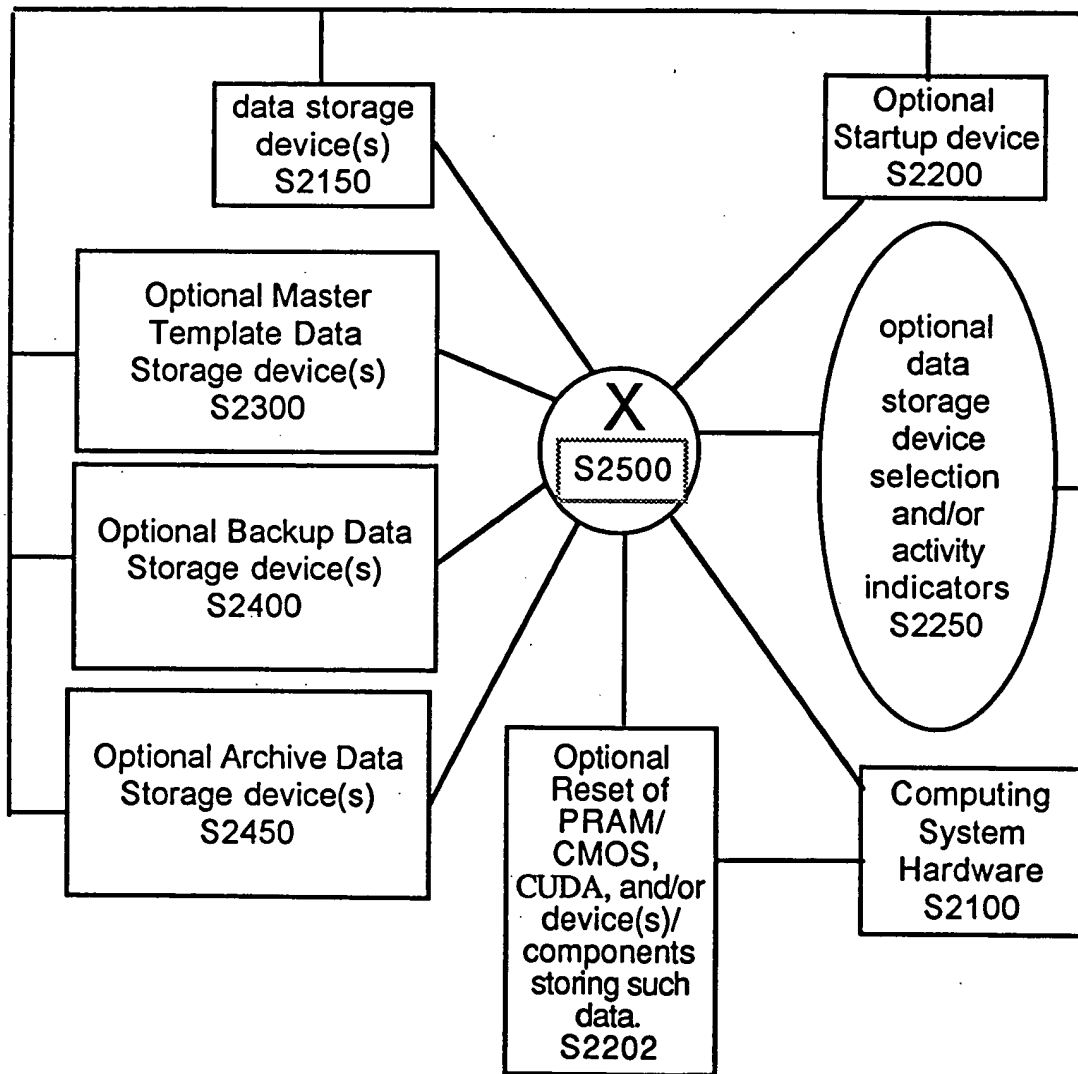 data storage
device(s)
S2150
Optional
Startup device
S2200
Optional Master
Template Data
Storage device(s)
S2300
X
S2500
optional
data
storage
device
selection
and/or
activity
indicators
S2250
Optional Backup Data
Storage device(s)
S2400
Optional Archive Data
Storage device(s)
S2450
Optional
Reset of
PRAM/
CMOS,
CUDA, and/or
device(s)/
components
storing such
data.
S2202
Computing
System
Hardware
S2100